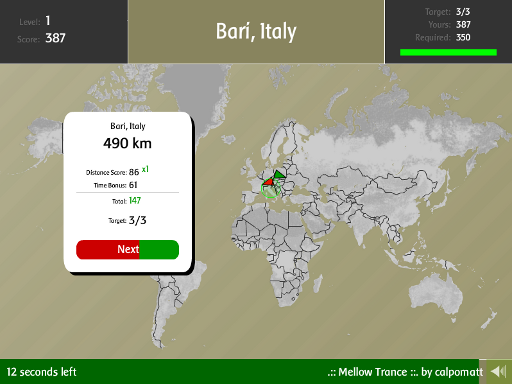 Level: 1
Score: 387
Bari, Italy
Target: 3/3
Yours: 387
Required: 350
Bari, Italy
490 km
Distance Score: 86 x1
Time Bonus: 61
Total: 147
Target: 3/3
Next
12 seconds left
.:: Mellow Trance ::. by calpomatt